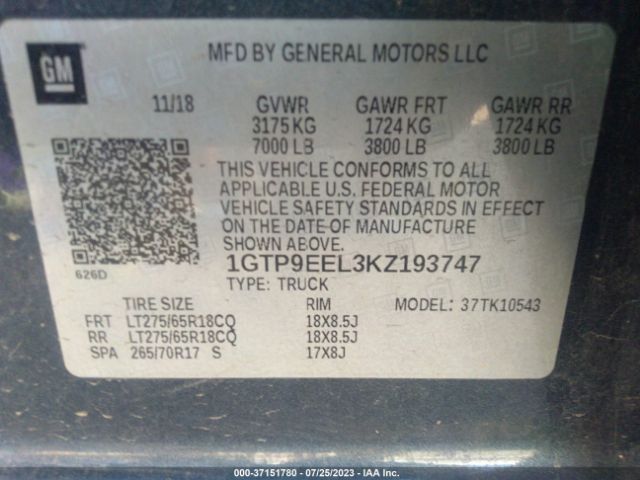 GM
MFD BY GENERAL MOTORS LLC
11/18 GVWR GAWR FRT GAWR RR
3175 KG 1724 KG 1724 KG
7000 LB 3800 LB 3800 LB
THIS VEHICLE CONFORMS TO ALL
APPLICABLE U.S. FEDERAL MOTOR
VEHICLE SAFETY STANDARDS IN EFFECT
ON THE DATE OF MANUFACTURE
SHOWN ABOVE.
1GTP9EEL3KZ193747
626D
TYPE: TRUCK
TIRE SIZE RIM MODEL: 37TK10543
FRT LT275/65R18CQ 18X8.5J
RR LT275/65R18CQ 18X8.5J
SPA 265/70R17 S 17X8J
000-37151780 - 07/25/2023 - IAA Inc.